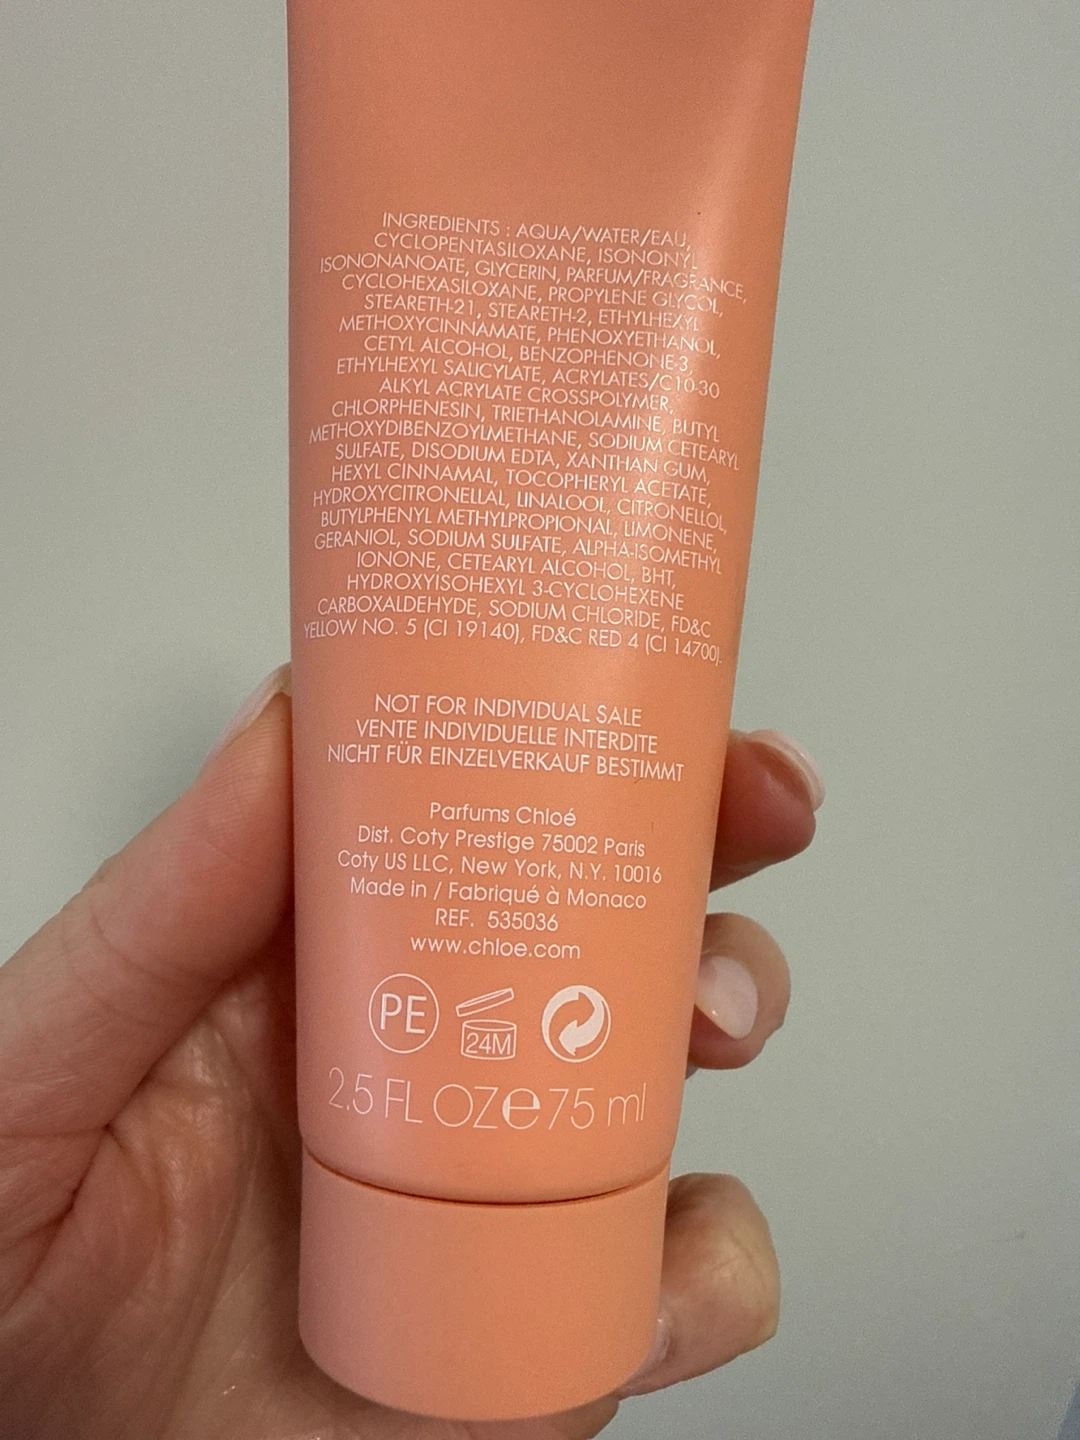 INGREDIENTS : AQUA/WATER/EAU,
CYCLOPENTASILOXANE, ISONONYL
ISONONANOATE, GLYCERIN, PARFUM/FRAGRANCE,
CYCLOHEXASILOXANE, PROPYLENE GLYCOL,
STEARETH-21, STEARETH-2, ETHYLHEXYL
METHOXYCINNAMATE, PHENOXYETHANOL,
CETYL ALCOHOL, BENZOPHENONE-3,
ETHYLHEXYL SALICYLATE, ACRYLATES/C10-30
ALKYL ACRYLATE CROSSPOLYMER,
CHLORPHENESIN, TRIETHANOLAMINE, BUTYL
METHOXYDIBENZOYLMETHANE, SODIUM CETEARYL
SULFATE, DISODIUM EDTA, XANTHAN GUM,
HEXYL CINNAMAL, TOCOPHERYL ACETATE,
HYDROXYCITRONELLAL, LINALOOL, CITRONELLOL,
BUTYLPHENYL METHYLPROPIONAL, LIMONENE,
GERANIOL, SODIUM SULFATE, ALPHA-ISOMETHYL
IONONE, CETEARYL ALCOHOL, BHT,
HYDROXYISOHEXYL 3-CYCLOHEXENE
CARBOXALDEHYDE, SODIUM CHLORIDE, FD&C
YELLOW NO. 5 (CI 19140), FD&C RED 4 (CI 14700).
NOT FOR INDIVIDUAL SALE
VENTE INDIVIDUELLE INTERDITE
NICHT FÜR EINZELVERKAUF BESTIMMT
Parfums Chloé
Dist. Coty Prestige 75002 Paris
Coty US LLC, New York, N.Y. 10016
Made in / Fabriqué à Monaco
REF. 535036
www.chloe.com
PE 24M
2.5 FL OZ e 75 ml